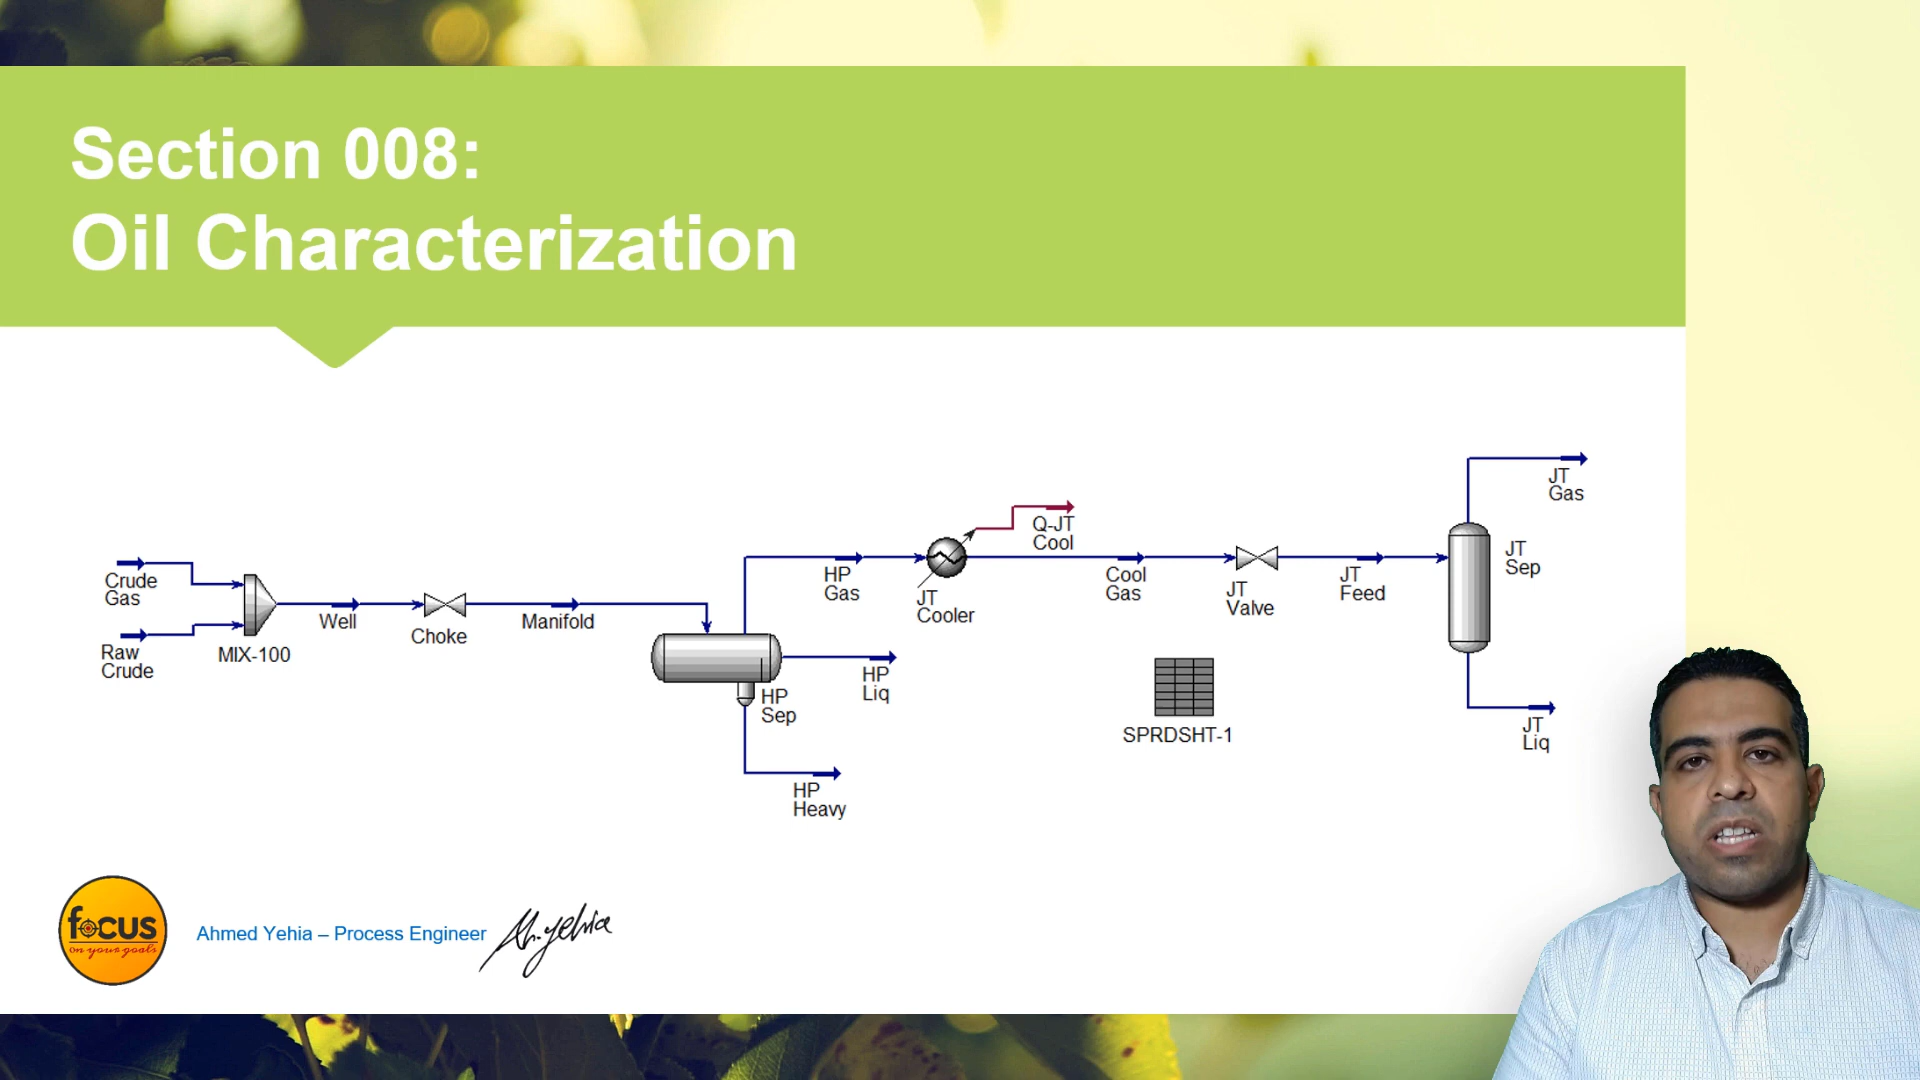 Section 008:
Oil Characterization
Crude
Gas
Raw
Crude
MIX-100
Well
Choke
Manifold
HP
Sep
HP
Gas
HP
Liq
HP
Heavy
JT
Cooler
Q-JT
Cool
Cool
Gas
JT
Valve
JT
Feed
SPRDSHT-1
JT
Sep
JT
Gas
JT
Liq
focus
on your goals
Ahmed Yehia – Process Engineer
Ah.yehia